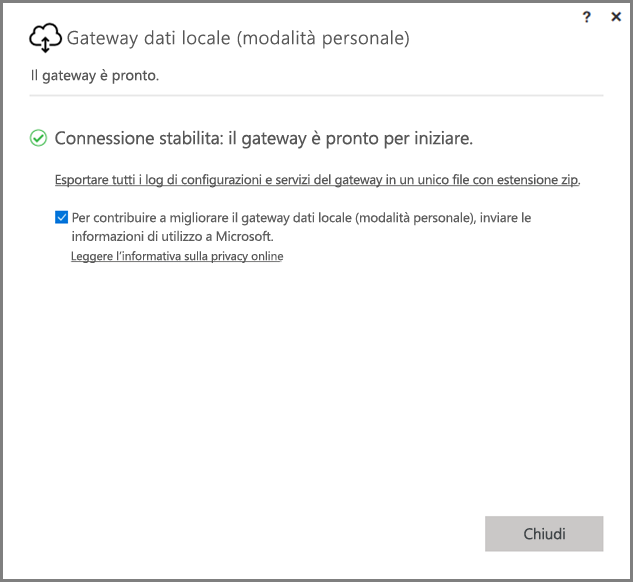 ? ×
Gateway dati locale (modalità personale)
Il gateway è pronto.
Connessione stabilita: il gateway è pronto per iniziare.
Esportare tutti i log di configurazioni e servizi del gateway in un unico file con estensione zip.
Per contribuire a migliorare il gateway dati locale (modalità personale), inviare le
informazioni di utilizzo a Microsoft.
Leggere l'informativa sulla privacy online
Chiudi